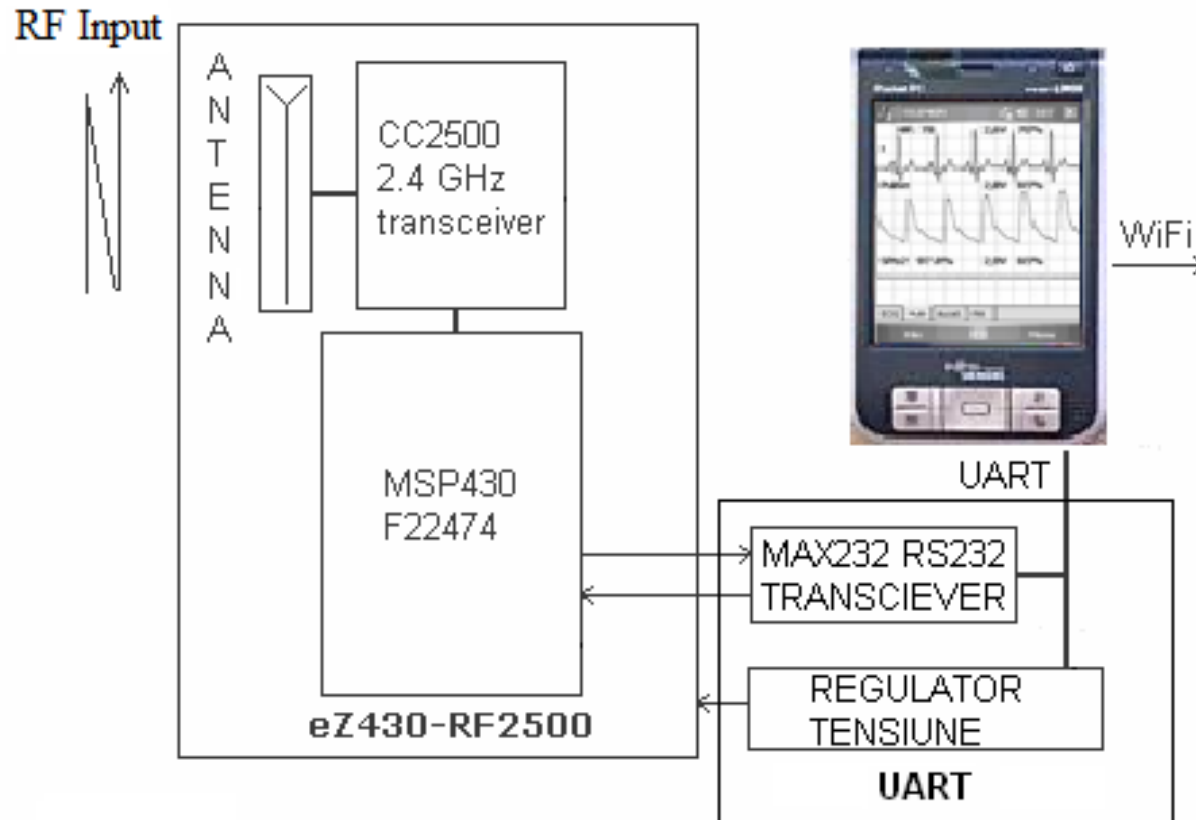 RF Input
A
N
T
E
N
N
A
CC2500
2.4 GHz
transceiver
MSP430
F22474
eZ430-RF2500
WiFi
UART
MAX232 RS232
TRANSCIEVER
REGULATOR
TENSIUNE
UART